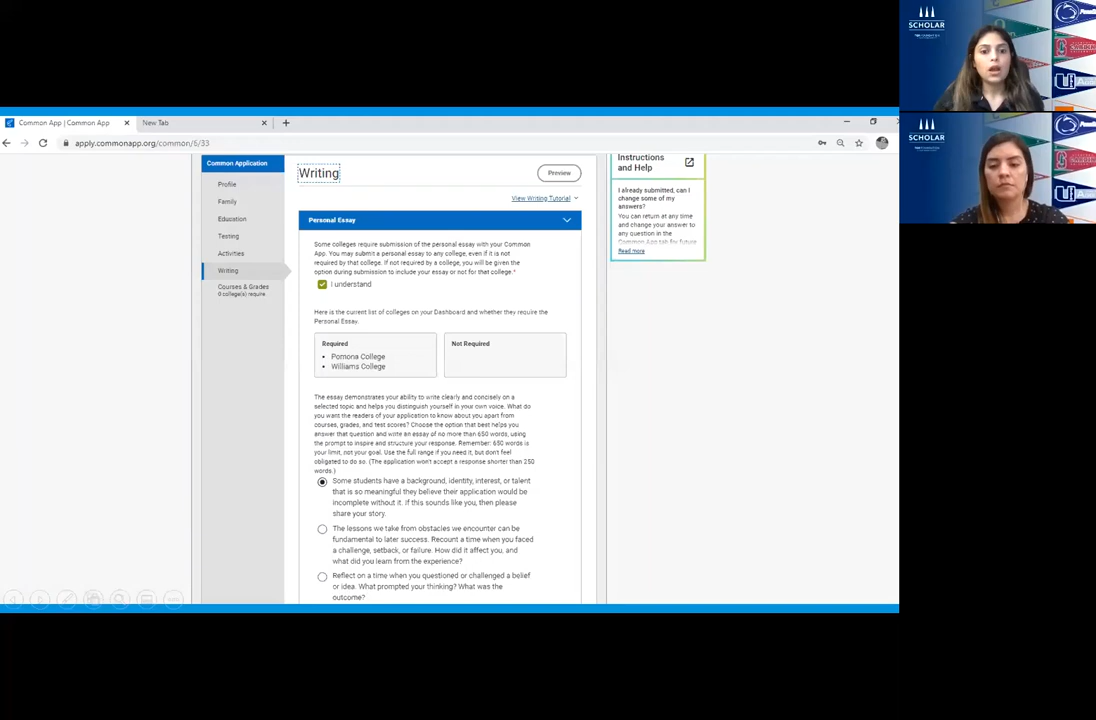 Common App | Common App
New Tab
apply.commonapp.org/common/5/33
Common Application
Profile
Family
Education
Testing
Activities
Writing
Courses & Grades
0 college(s) require
Writing
Preview
View Writing Tutorial
Personal Essay
Some colleges require submission of the personal essay with your Common
App. You may submit a personal essay to any college, even if it is not
required by that college. If not required by a college, you will be given the
option during submission to include your essay or not for that college.*
I understand
Here is the current list of colleges on your Dashboard and whether they require the
Personal Essay.
Required
• Pomona College
• Williams College
Not Required
The essay demonstrates your ability to write clearly and concisely on a
selected topic and helps you distinguish yourself in your own voice. What do
you want the readers of your application to know about you apart from
courses, grades, and test scores? Choose the option that best helps you
answer that question and write an essay of no more than 650 words, using
the prompt to inspire and structure your response. Remember: 650 words is
your limit, not your goal. Use the full range if you need it, but don't feel
obligated to do so. (The application won't accept a response shorter than 250
words.)
Some students have a background, identity, interest, or talent
that is so meaningful they believe their application would be
incomplete without it. If this sounds like you, then please
share your story.
The lessons we take from obstacles we encounter can be
fundamental to later success. Recount a time when you faced
a challenge, setback, or failure. How did it affect you, and
what did you learn from the experience?
Reflect on a time when you questioned or challenged a belief
or idea. What prompted your thinking? What was the
outcome?
Instructions
and Help
I already submitted, can I
change some of my
answers?
You can return at any time
and change your answer to
any question in the
Common App tab for future
Read more
SCHOLAR
SCHOLAR